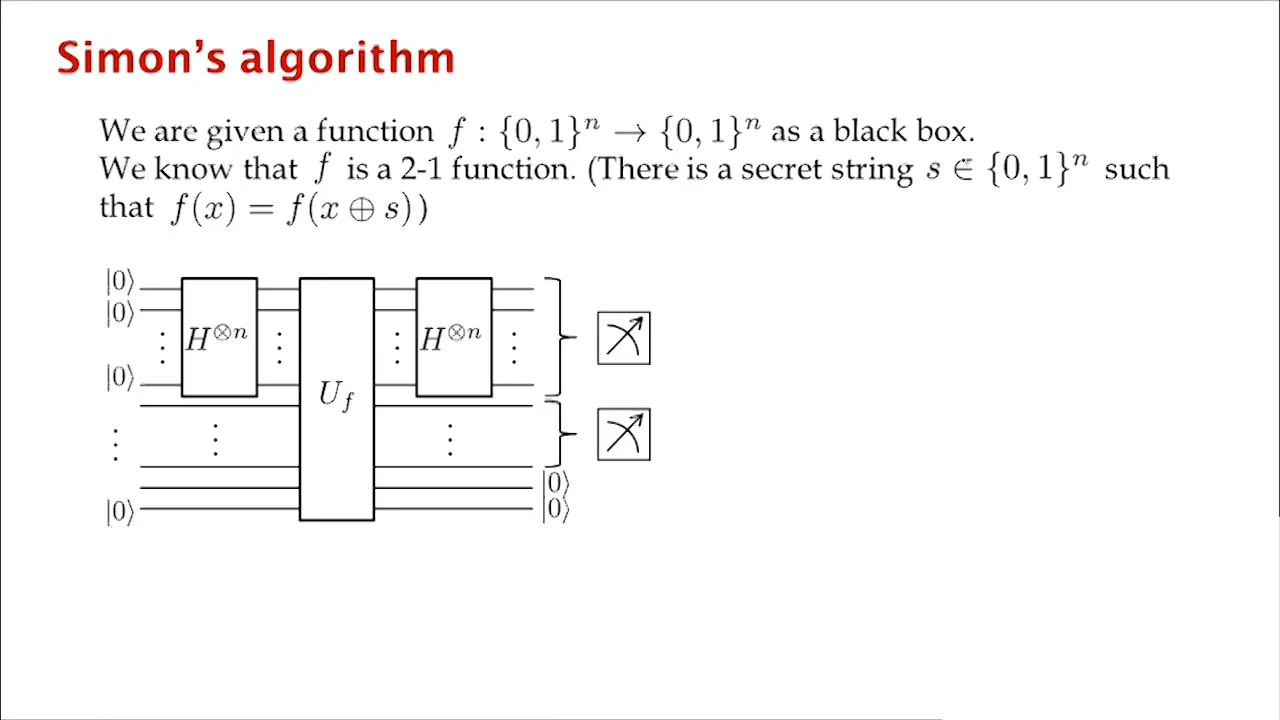 Simon's algorithm
We are given a function f : {0, 1}ⁿ → {0, 1}ⁿ as a black box.
We know that f is a 2-1 function. (There is a secret string s ∈ {0, 1}ⁿ such
that f(x) = f(x ⊕ s))
|0⟩
|0⟩
⋮
|0⟩
H⊗ⁿ
⋮
U_f
⋮
H⊗ⁿ
⋮
⋮
⋮
⋮
|0⟩
|0⟩
|0⟩